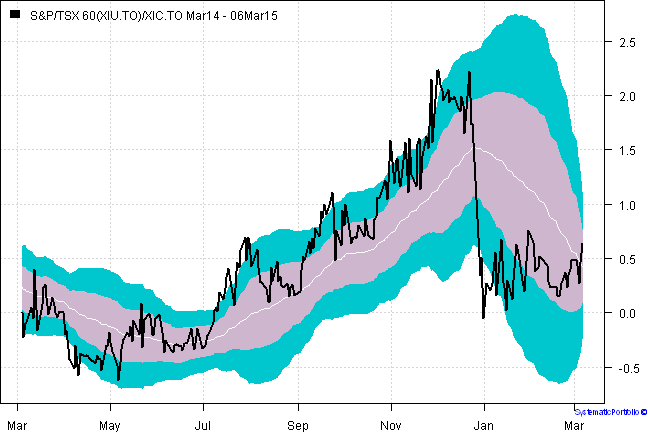 S&P/TSX 60(XIU.TO)/XIC.TO Mar14 - 06Mar15
2.5
2.0
1.5
1.0
0.5
0.0
-0.5
SystematicPortfolio ©
Mar May Jul Sep Nov Jan Mar